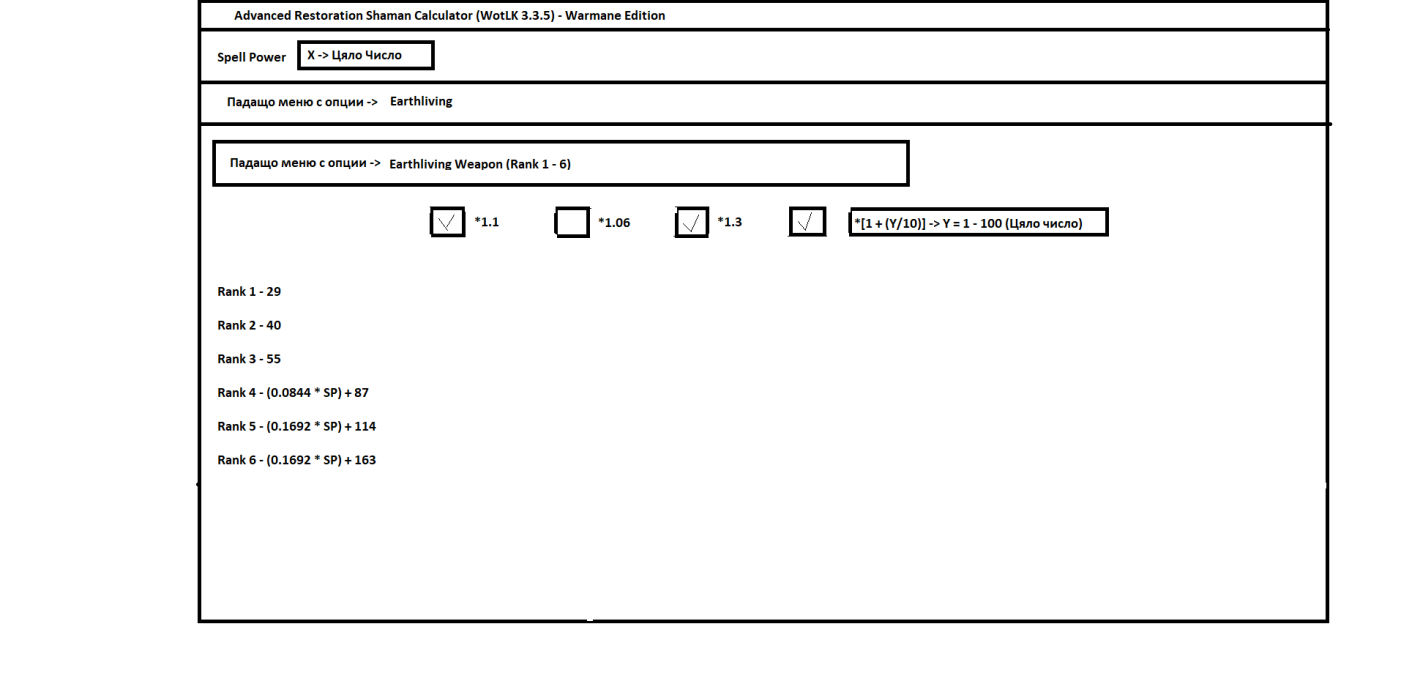 Advanced Restoration Shaman Calculator (WotLK 3.3.5) - Warmane Edition
Spell Power X -> Цяло Число
Падащо меню с опции -> Earthliving
Падащо меню с опции -> Earthliving Weapon (Rank 1 - 6)
*1.1 *1.06 *1.3 *[1 + (Y/10)] -> Y = 1 - 100 (Цяло число)
Rank 1 - 29
Rank 2 - 40
Rank 3 - 55
Rank 4 - (0.0844 * SP) + 87
Rank 5 - (0.1692 * SP) + 114
Rank 6 - (0.1692 * SP) + 163